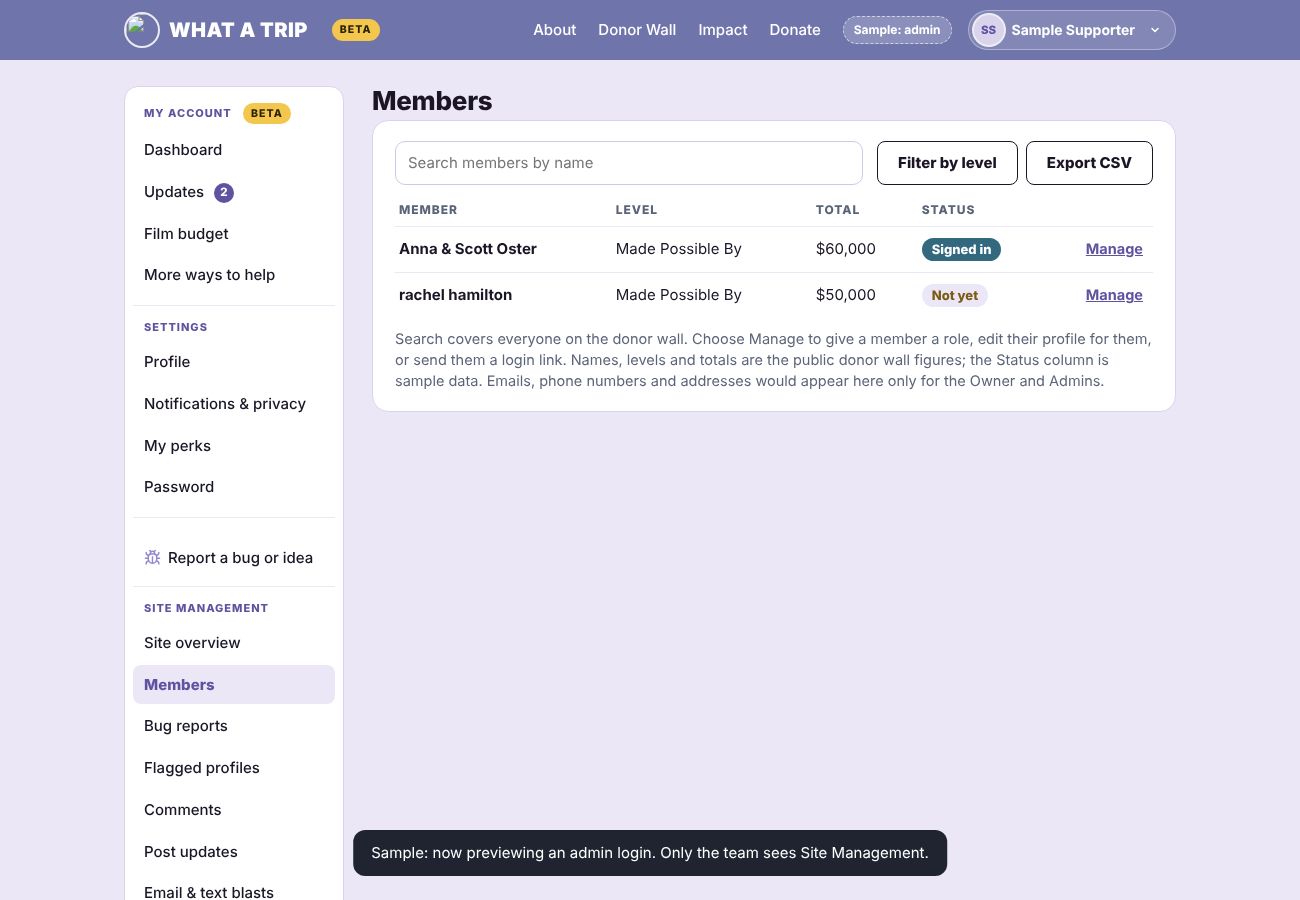 WHAT A TRIP BETA About Donor Wall Impact Donate Sample: admin SS Sample Supporter
MY ACCOUNT BETA
Dashboard
Updates 2
Film budget
More ways to help
SETTINGS
Profile
Notifications & privacy
My perks
Password
Report a bug or idea
SITE MANAGEMENT
Site overview
Members
Bug reports
Flagged profiles
Comments
Post updates
Email & text blasts
Members
Search members by name Filter by level Export CSV
MEMBER LEVEL TOTAL STATUS
Anna & Scott Oster Made Possible By $60,000 Signed in Manage
rachel hamilton Made Possible By $50,000 Not yet Manage
Search covers everyone on the donor wall. Choose Manage to give a member a role, edit their profile for them,
or send them a login link. Names, levels and totals are the public donor wall figures; the Status column is
sample data. Emails, phone numbers and addresses would appear here only for the Owner and Admins.
Sample: now previewing an admin login. Only the team sees Site Management.